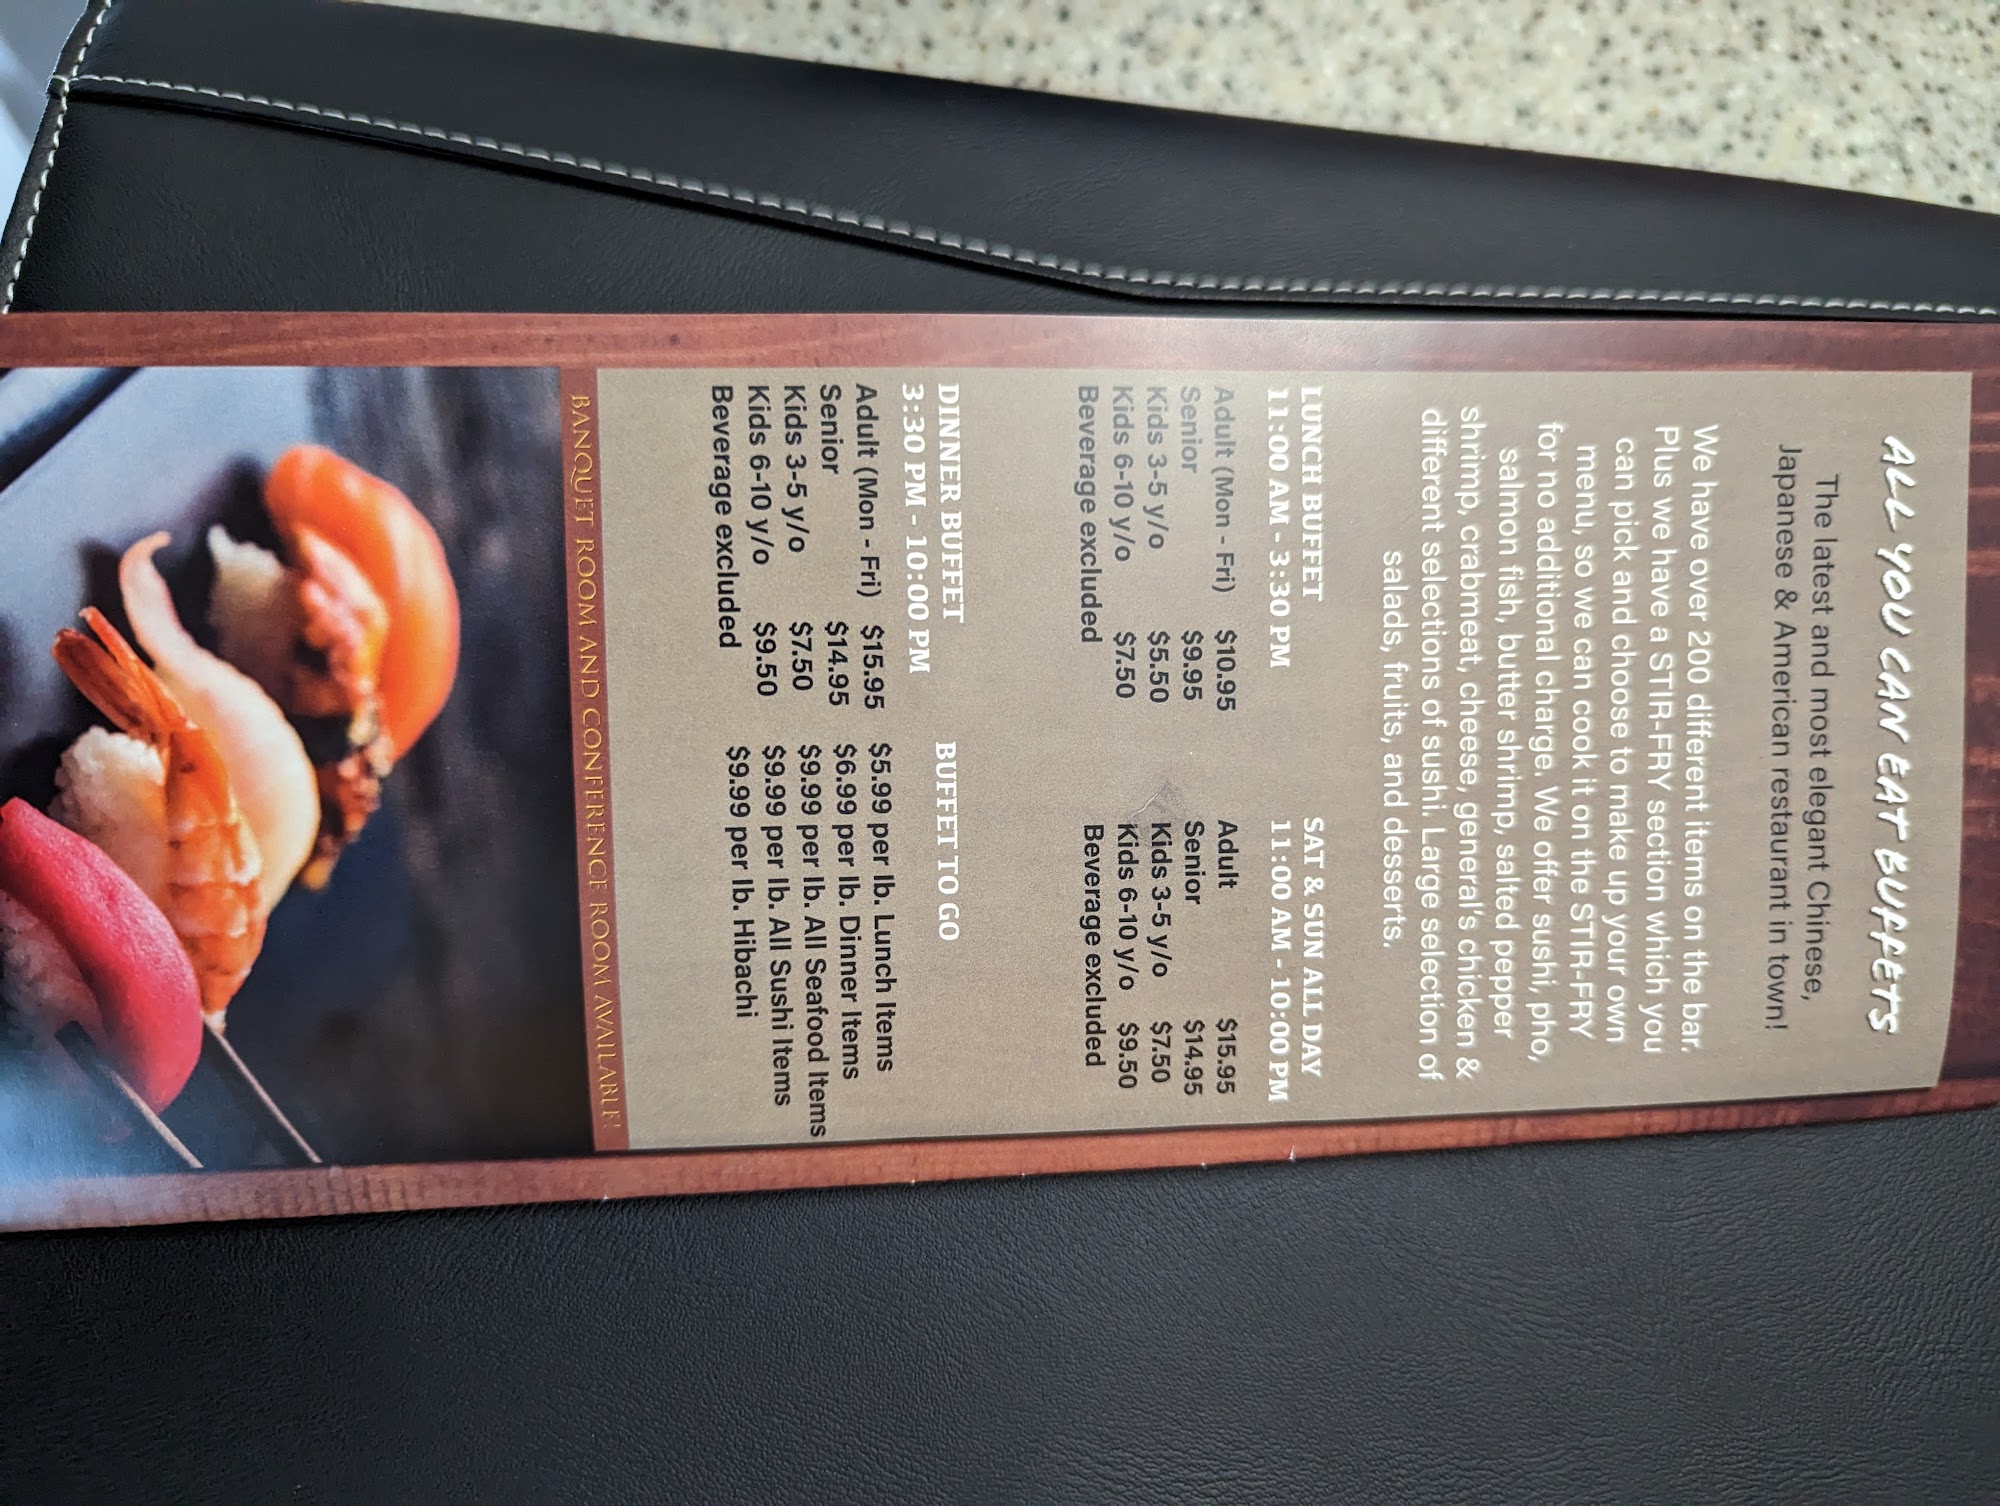 ALL YOU CAN EAT BUFFETS
The latest and most elegant Chinese,
Japanese & American restaurant in town!
We have over 200 different items on the bar.
Plus we have a STIR-FRY section which you
can pick and choose to make up your own
menu, so we can cook it on the STIR-FRY
for no additional charge. We offer sushi, pho,
salmon fish, butter shrimp, salted pepper
shrimp, crabmeat, cheese, general's chicken &
different selections of sushi. Large selection of
salads, fruits, and desserts.
LUNCH BUFFET
11:00 AM - 3:30 PM
Adult (Mon - Fri) $10.95
Senior $9.95
Kids 3-5 y/o $5.50
Kids 6-10 y/o $7.50
Beverage excluded
SAT & SUN ALL DAY
11:00 AM - 10:00 PM
Adult $15.95
Senior $14.95
Kids 3-5 y/o $7.50
Kids 6-10 y/o $9.50
Beverage excluded
DINNER BUFFET
3:30 PM - 10:00 PM
Adult (Mon - Fri) $15.95
Senior $14.95
Kids 3-5 y/o $7.50
Kids 6-10 y/o $9.50
Beverage excluded
BUFFET TO GO
$5.99 per lb. Lunch Items
$6.99 per lb. Dinner Items
$9.99 per lb. All Seafood Items
$9.99 per lb. All Sushi Items
$9.99 per lb. Hibachi
BANQUET ROOM AND CONFERENCE ROOM AVAILABLE!